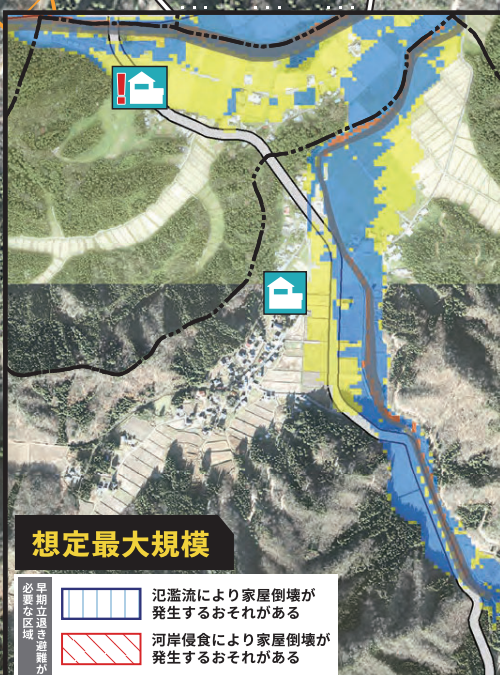 想定最大規模
早期立退き避難が
必要な区域
氾濫流により家屋倒壊が
発生するおそれがある
河岸侵食により家屋倒壊が
発生するおそれがある